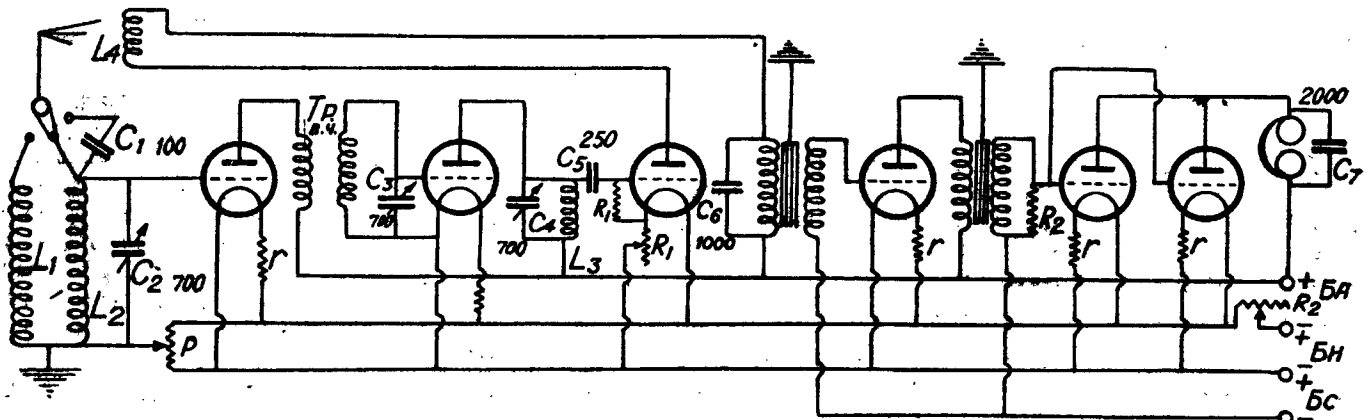 L4
C1 100
Тр.
в.ч.
C3
700
C5
250
C4
700
R1
R1
L3
C6
1000
R2
2000
C7
L1
L2
C2 700
P
r
r
r
r
+ БА
R2
- + БН
- + БС
-